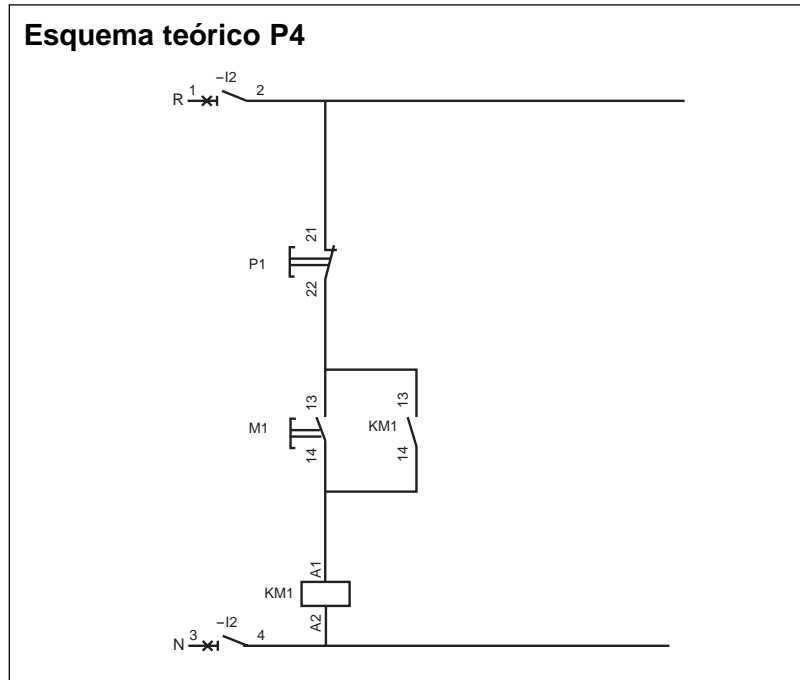 Esquema teórico P4
–I2
R 1 2
21
P1
22
13 13
M1 KM1
14 14
A1
KM1
A2
–I2
N 3 4